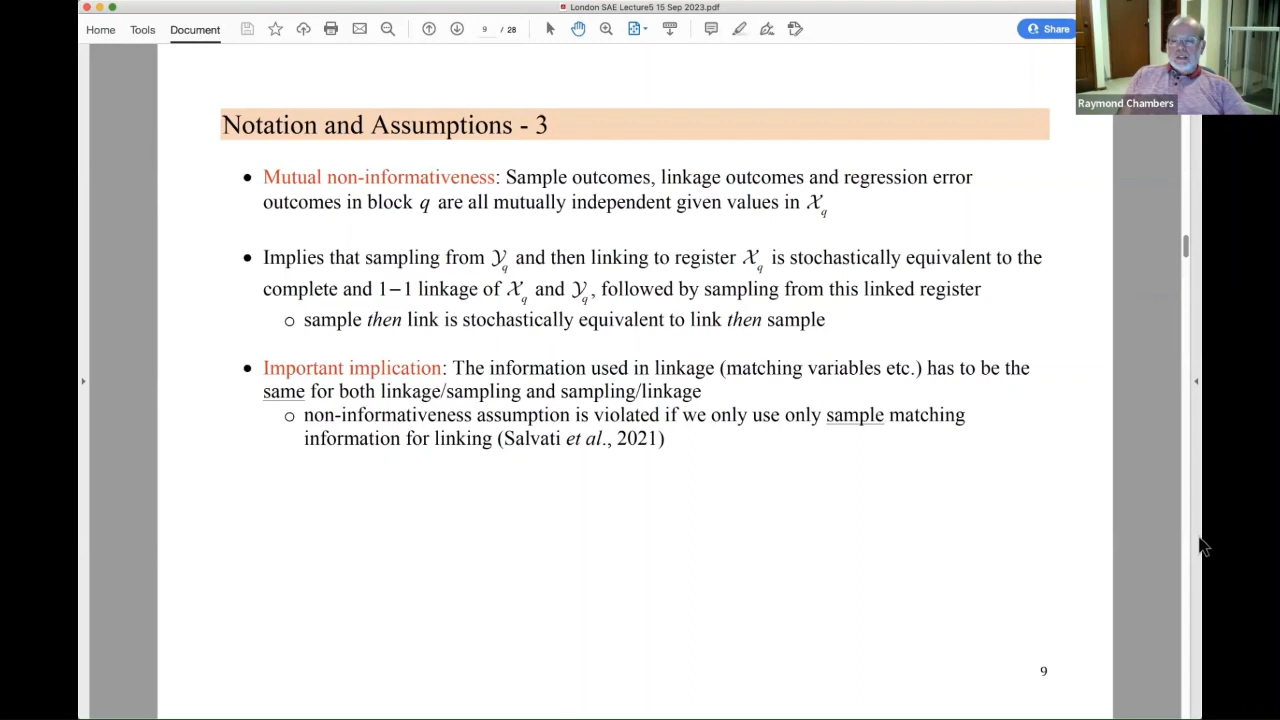 London SAE Lecture5 15 Sep 2023.pdf
Home Tools Document 9 / 28 Share
Raymond Chambers
Notation and Assumptions - 3
• Mutual non-informativeness: Sample outcomes, linkage outcomes and regression error
outcomes in block q are all mutually independent given values in 𝒳q
• Implies that sampling from 𝒴q and then linking to register 𝒳q is stochastically equivalent to the
complete and 1−1 linkage of 𝒳q and 𝒴q, followed by sampling from this linked register
o sample then link is stochastically equivalent to link then sample
• Important implication: The information used in linkage (matching variables etc.) has to be the
same for both linkage/sampling and sampling/linkage
o non-informativeness assumption is violated if we only use only sample matching
information for linking (Salvati et al., 2021)
9